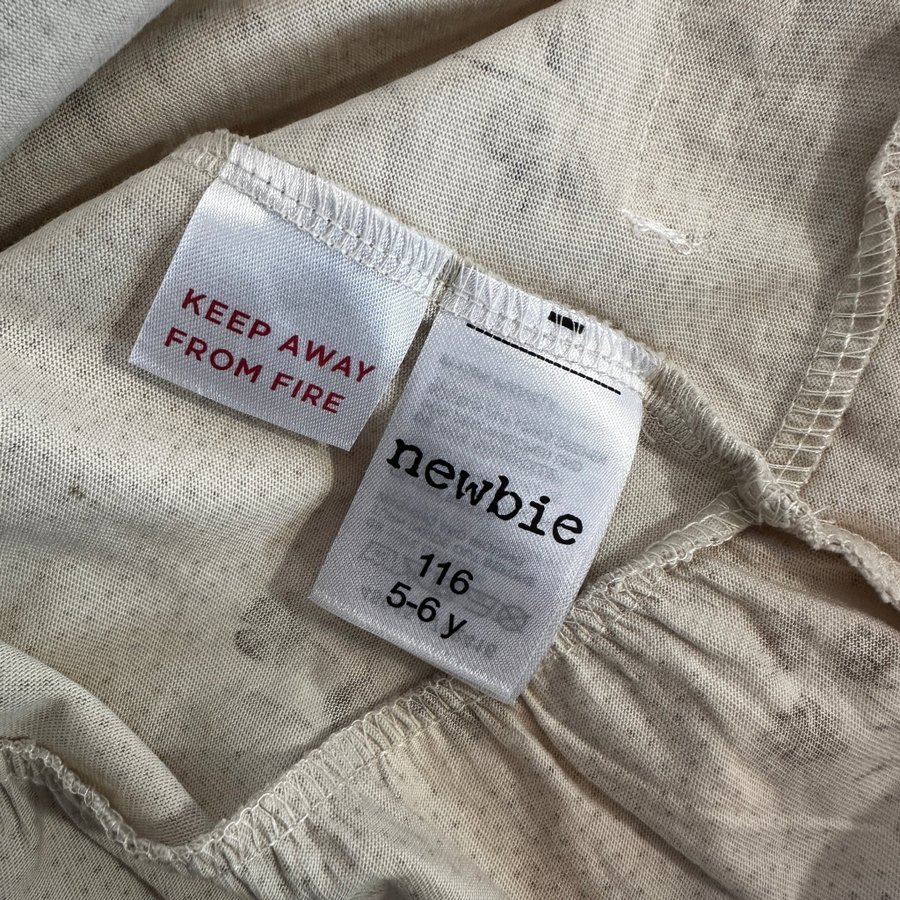 KEEP AWAY
FROM FIRE
newbie
116
5-6 y